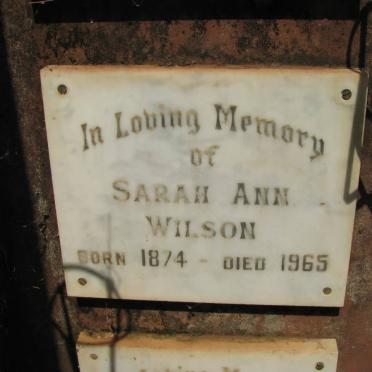 In Loving Memory
of
SARAH ANN
WILSON
BORN 1874 - DIED 1965